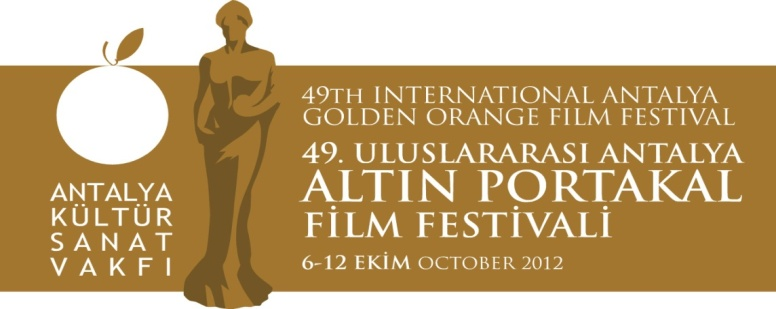 ANTALYA
KÜLTÜR
SANAT
VAKFI
49TH INTERNATIONAL ANTALYA
GOLDEN ORANGE FILM FESTIVAL
49. ULUSLARARASI ANTALYA
ALTIN PORTAKAL
FİLM FESTİVALİ
6-12 EKİM OCTOBER 2012